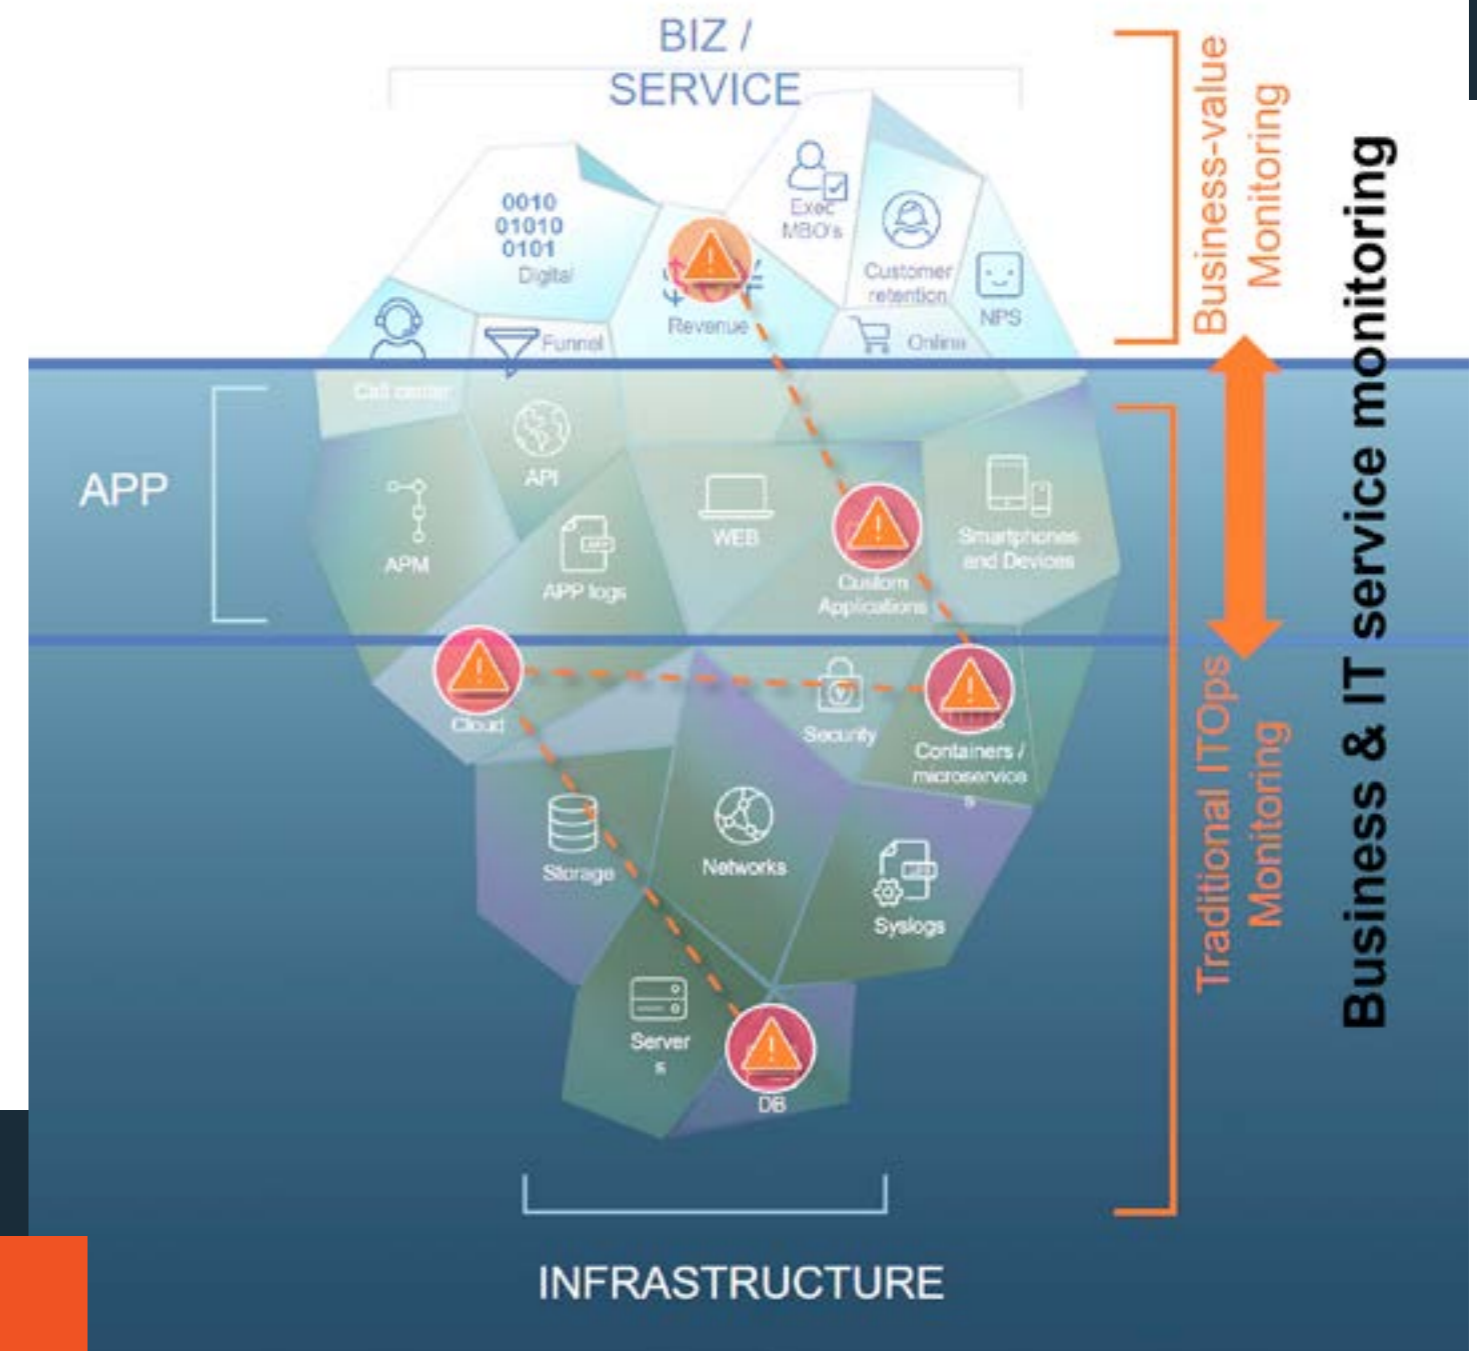 BIZ /
SERVICE
0010
01010
0101
Digital
Exec
MBO's
Customer
retention
NPS
Revenue
Funnel
Online
Call center
APP
API
APM
APP logs
WEB
Custom
Applications
Smartphones
and Devices
Cloud
Security
Containers /
microservice
s
Storage
Networks
Syslogs
Server
s
DB
INFRASTRUCTURE
Business-value
Monitoring
Traditional ITOps
Monitoring
Business & IT service monitoring